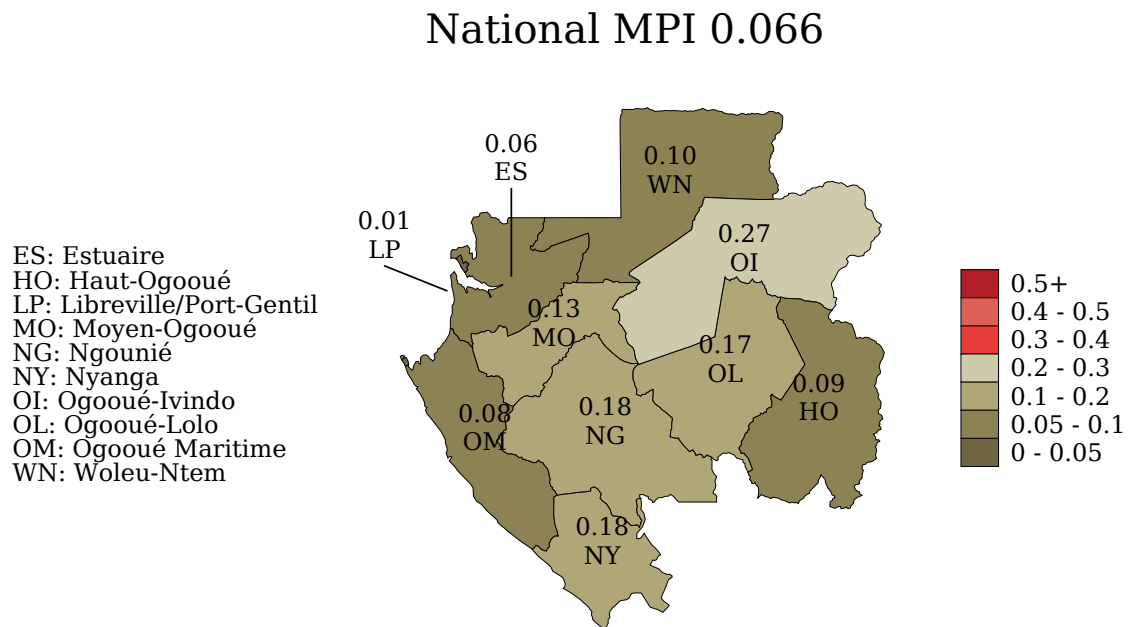 National MPI 0.066
0.06
ES
0.10
WN
0.01
LP
0.27
OI
ES: Estuaire
HO: Haut-Ogooué
LP: Libreville/Port-Gentil
MO: Moyen-Ogooué
NG: Ngounié
NY: Nyanga
OI: Ogooué-Ivindo
OL: Ogooué-Lolo
OM: Ogooué Maritime
WN: Woleu-Ntem
0.13
MO
0.17
OL
0.09
HO
0.08
OM
0.18
NG
0.18
NY
0.5+
0.4 - 0.5
0.3 - 0.4
0.2 - 0.3
0.1 - 0.2
0.05 - 0.1
0 - 0.05